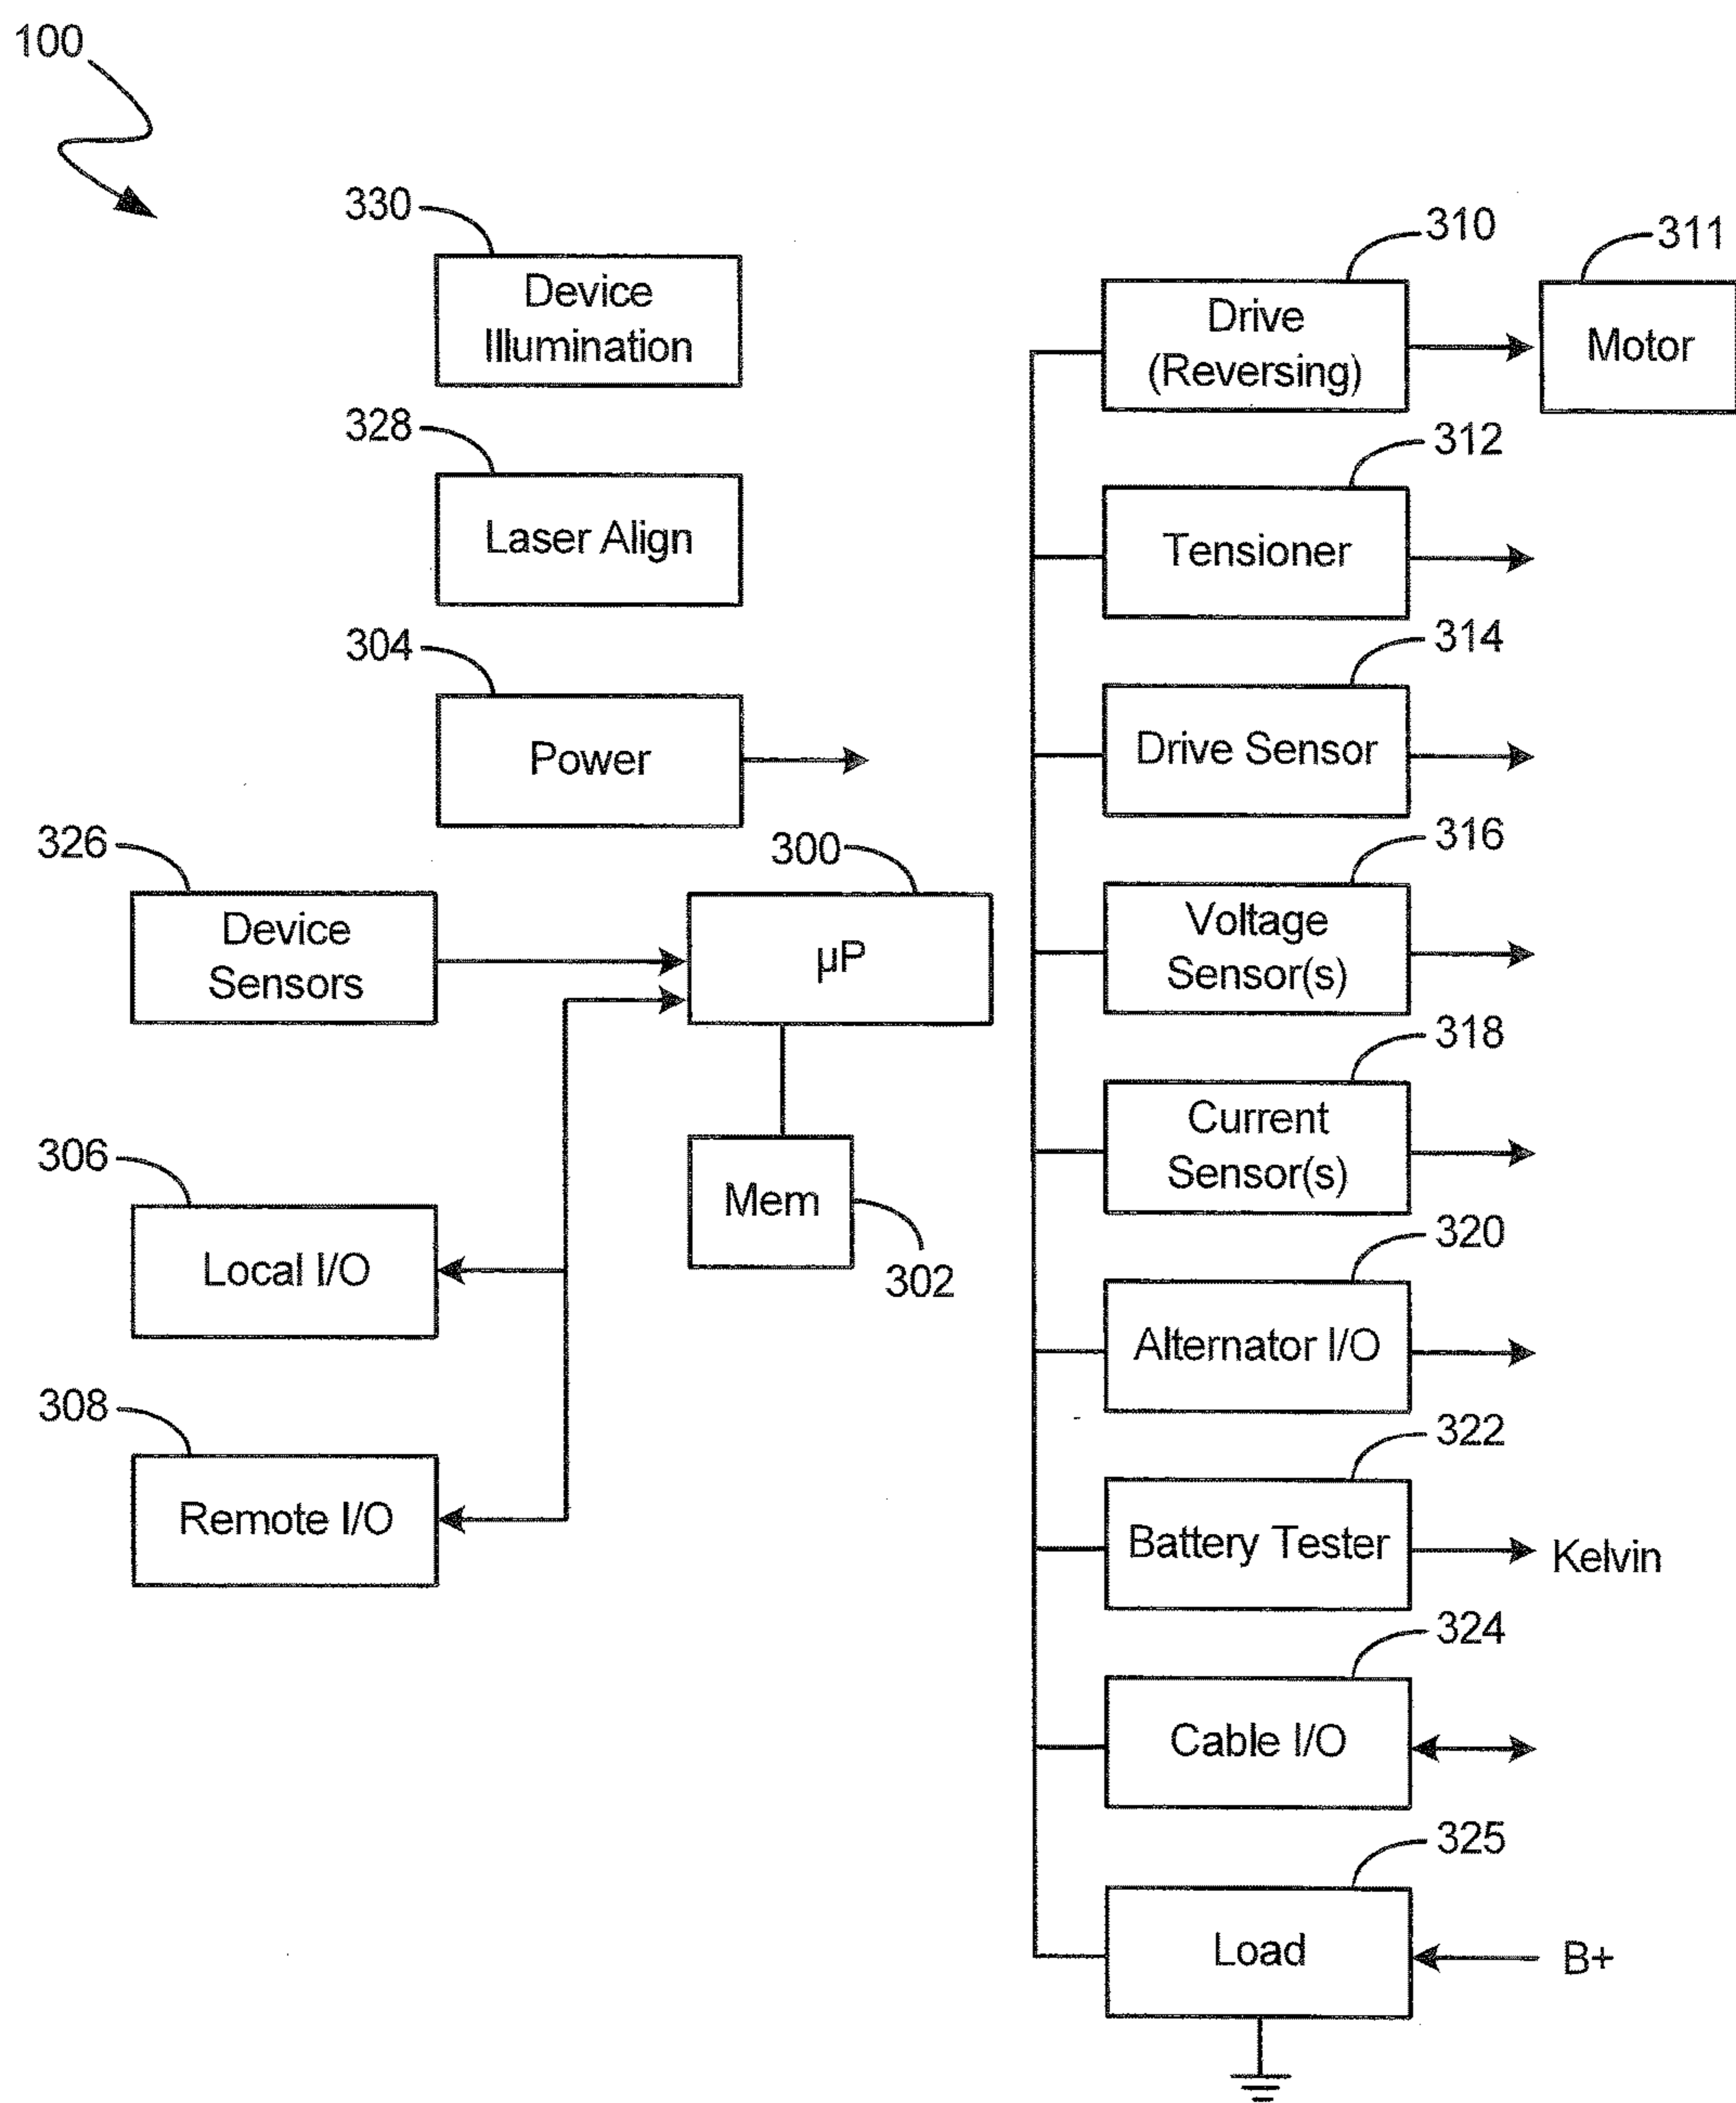 100
330
Device
Illumination
328
Laser Align
304
Power
326
Device
Sensors
300
µP
306
Local I/O
Mem
302
308
Remote I/O
310
Drive
(Reversing)
311
Motor
312
Tensioner
314
Drive Sensor
316
Voltage
Sensor(s)
318
Current
Sensor(s)
320
Alternator I/O
322
Battery Tester
Kelvin
324
Cable I/O
325
Load
B+